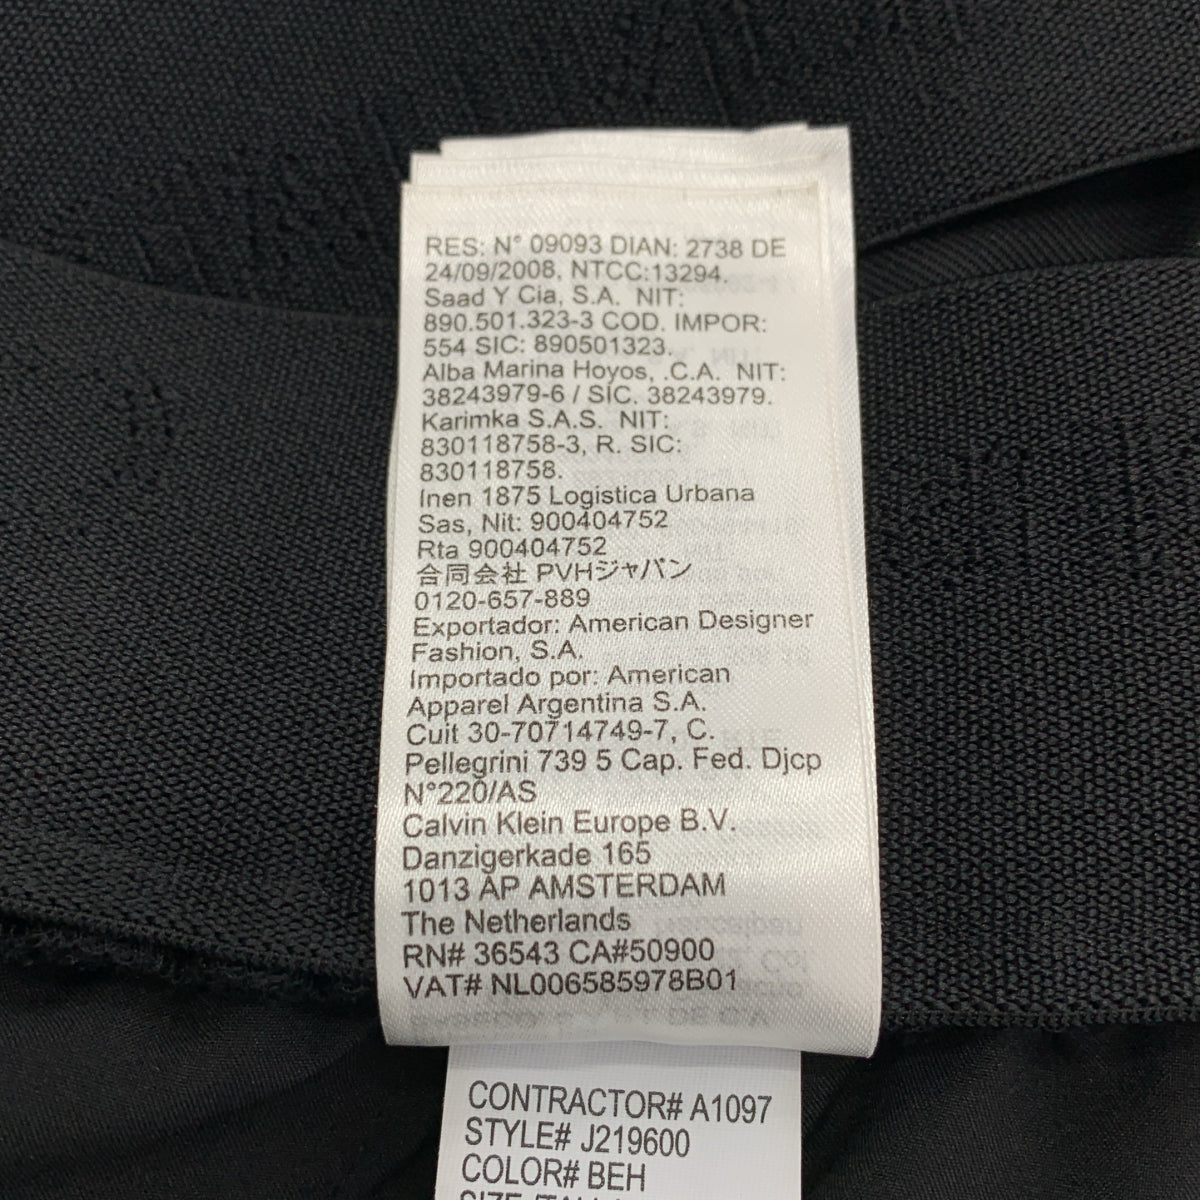 RES: N° 09093 DIAN: 2738 DE
24/09/2008, NTCC:13294.
Saad Y Cia, S.A. NIT:
890.501.323-3 COD. IMPOR:
554 SIC: 890501323.
Alba Marina Hoyos, .C.A. NIT:
38243979-6 / SIC. 38243979.
Karimka S.A.S. NIT:
830118758-3, R. SIC:
830118758.
Inen 1875 Logistica Urbana
Sas, Nit: 900404752
Rta 900404752
合同会社 PVHジャパン
0120-657-889
Exportador: American Designer
Fashion, S.A.
Importado por: American
Apparel Argentina S.A.
Cuit 30-70714749-7, C.
Pellegrini 739 5 Cap. Fed. Djcp
N°220/AS
Calvin Klein Europe B.V.
Danzigerkade 165
1013 AP AMSTERDAM
The Netherlands
RN# 36543 CA#50900
VAT# NL006585978B01
CONTRACTOR# A1097
STYLE# J219600
COLOR# BEH